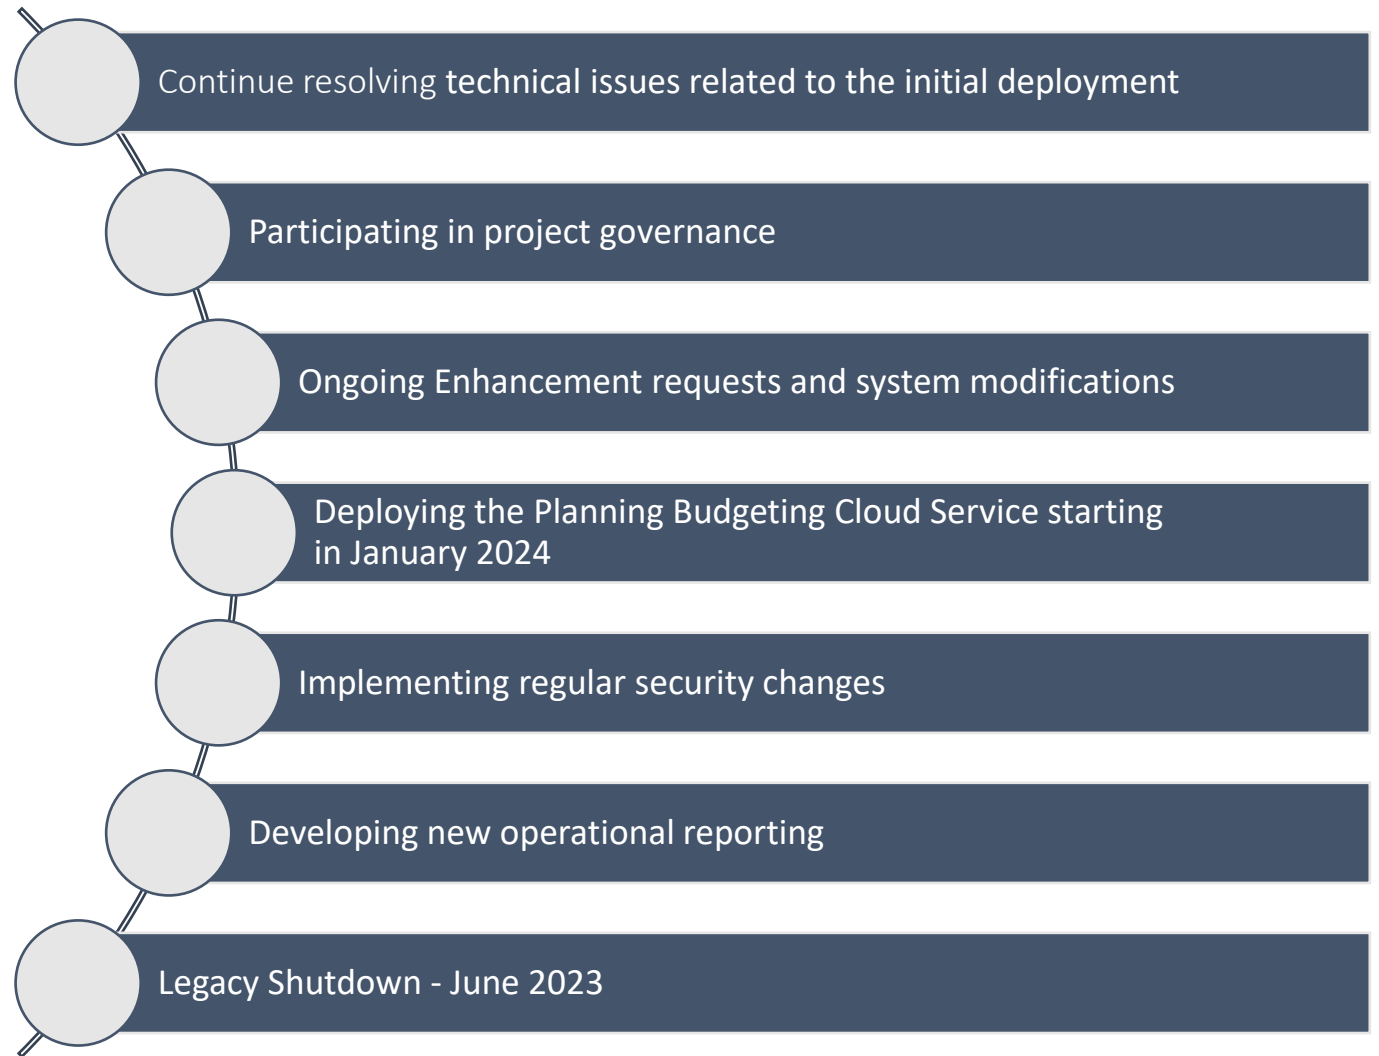 Continue resolving technical issues related to the initial deployment
Participating in project governance
Ongoing Enhancement requests and system modifications
Deploying the Planning Budgeting Cloud Service starting
in January 2024
Implementing regular security changes
Developing new operational reporting
Legacy Shutdown - June 2023